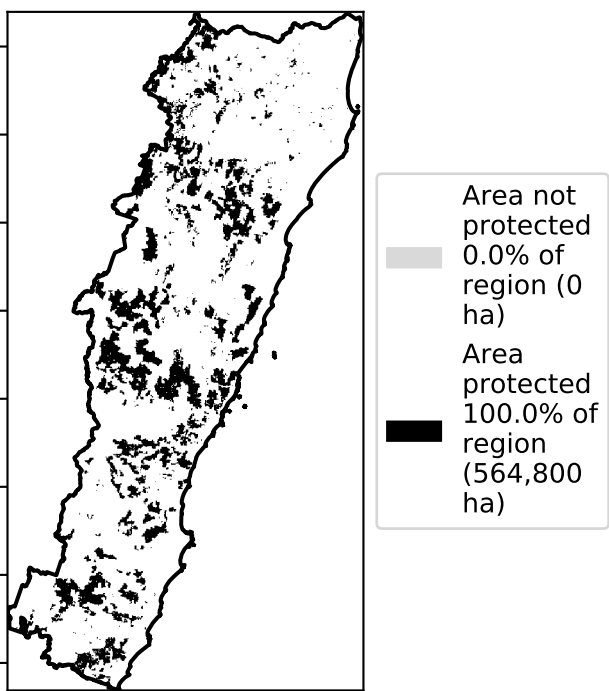 Area not
protected
0.0% of
region (0
ha)
Area
protected
100.0% of
region
(564,800
ha)